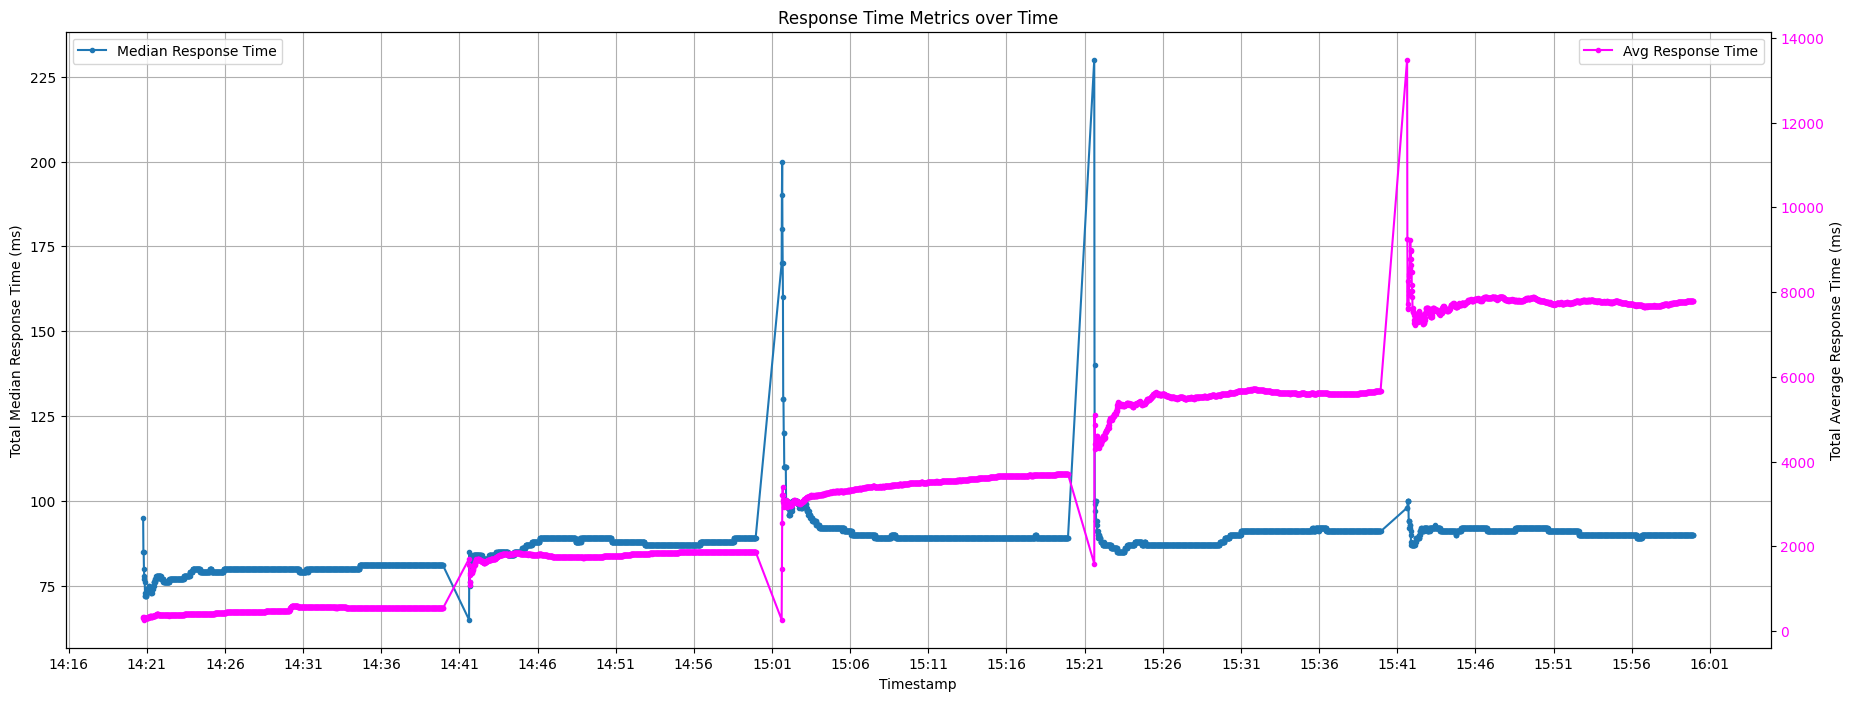 Response Time Metrics over Time
Median Response Time
Avg Response Time
Total Median Response Time (ms)
225
200
175
150
125
100
75
14000
12000
10000
8000
6000
4000
2000
0
Total Average Response Time (ms)
14:16 14:21 14:26 14:31 14:36 14:41 14:46 14:51 14:56 15:01 15:06 15:11 15:16 15:21 15:26 15:31 15:36 15:41 15:46 15:51 15:56 16:01
Timestamp